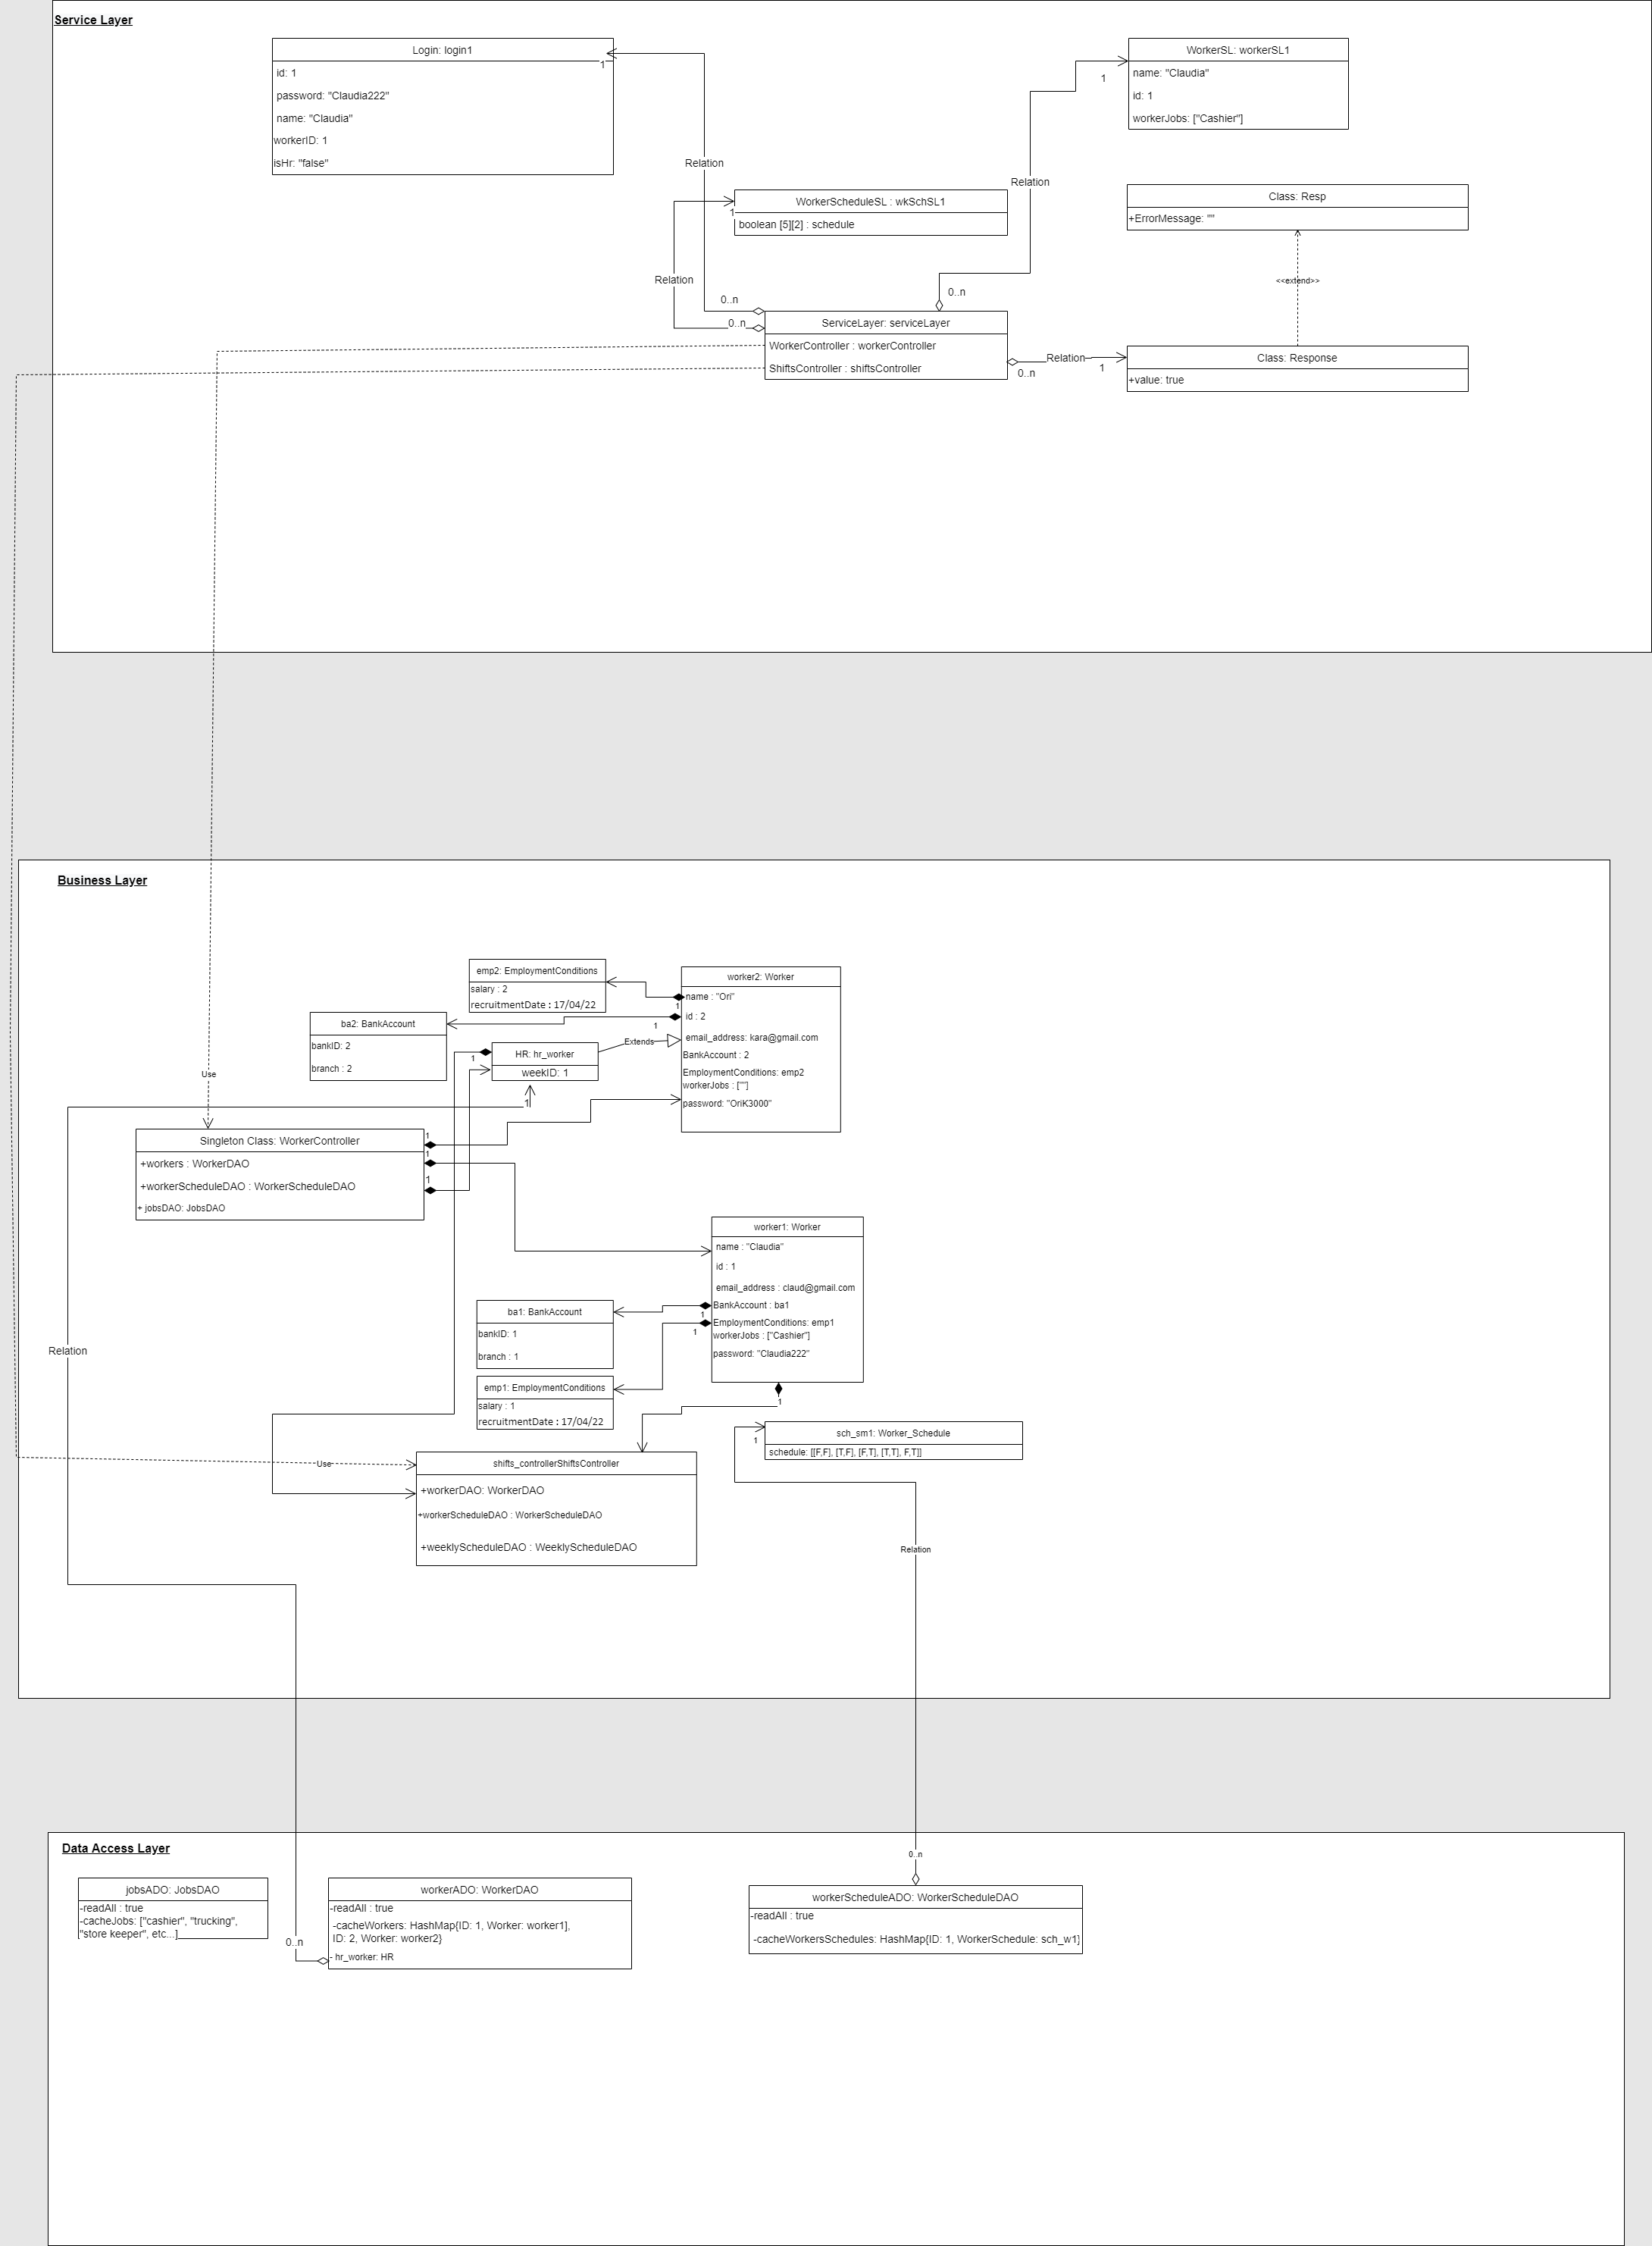 Service Layer
Login: login1
1
id: 1
password: "Claudia222"
name: "Claudia"
workerID: 1
isHr: "false"
WorkerSL: workerSL1
1
name: "Claudia"
id: 1
workerJobs: ["Cashier"]
Relation
Relation
WorkerScheduleSL : wkSchSL1
1
boolean [5][2] : schedule
Class: Resp
+ErrorMessage: ""
Relation
<<extend>>
0..n
0..n
0..n
ServiceLayer: serviceLayer
WorkerController : workerController
ShiftsController : shiftsController
Relation
0..n
1
Class: Response
+value: true
Business Layer
emp2: EmploymentConditions
salary : 2
recruitmentDate : 17/04/22
worker2: Worker
name : "Ori"
1
id : 2
1
email_address: kara@gmail.com
BankAccount : 2
EmploymentConditions: emp2
workerJobs : [""]
password: "OriK3000"
ba2: BankAccount
bankID: 2
branch : 2
Extends
1
HR: hr_worker
weekID: 1
1
Use
Singleton Class: WorkerController
+workers : WorkerDAO
+workerScheduleDAO : WorkerScheduleDAO
+ jobsDAO: JobsDAO
1
1
1
worker1: Worker
name : "Claudia"
id : 1
email_address : claud@gmail.com
BankAccount : ba1
1
EmploymentConditions: emp1
1
workerJobs : ["Cashier"]
password: "Claudia222"
1
ba1: BankAccount
bankID: 1
branch : 1
Relation
emp1: EmploymentConditions
salary : 1
recruitmentDate : 17/04/22
1
sch_sm1: Worker_Schedule
schedule: [[F,F], [T,F], [F,T], [T,T], F,T]]
Use
shifts_controllerShiftsController
+workerDAO: WorkerDAO
+workerScheduleDAO : WorkerScheduleDAO
+weeklyScheduleDAO : WeeklyScheduleDAO
Relation
Data Access Layer
0..n
jobsADO: JobsDAO
-readAll : true
-cacheJobs: ["cashier", "trucking",
"store keeper", etc...]
0..n
workerADO: WorkerDAO
-readAll : true
-cacheWorkers: HashMap{ID: 1, Worker: worker1],
ID: 2, Worker: worker2}
- hr_worker: HR
workerScheduleADO: WorkerScheduleDAO
-readAll : true
-cacheWorkersSchedules: HashMap{ID: 1, WorkerSchedule: sch_w1}